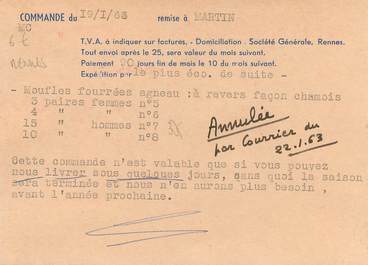 COMMANDE du 19/I/63 remise à MARTIN
MC
6 €
T.V.A. à indiquer sur factures. - Domiciliation : Société Générale, Rennes.
Tout envoi après le 25, sera valeur du mois suivant.
Paiement 90 jours fin de mois le 10 du mois suivant.
Expédition par le plus éco. de suite -
- Moufles fourrées agneau : à revers façon chamois
3 paires femmes n°5
4 " " n°6
15 " hommes n°7
10 " " n°8
Annulée
par Courrier du
22.1.63
Cette commande n'est valable que si vous pouvez
nous livrer sous quelques jours, sans quoi la saison
sera terminée et nous n'en aurons plus besoin,
avant l'année prochaine.